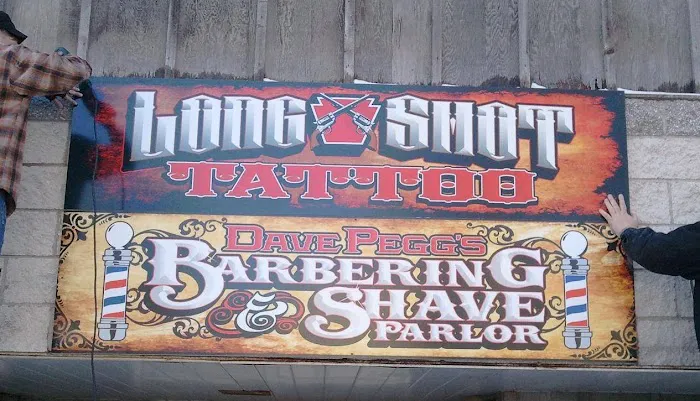 LONG SHOT
TATTOO
DAVE PEGG'S
BARBERING
& SHAVE
PARLOR